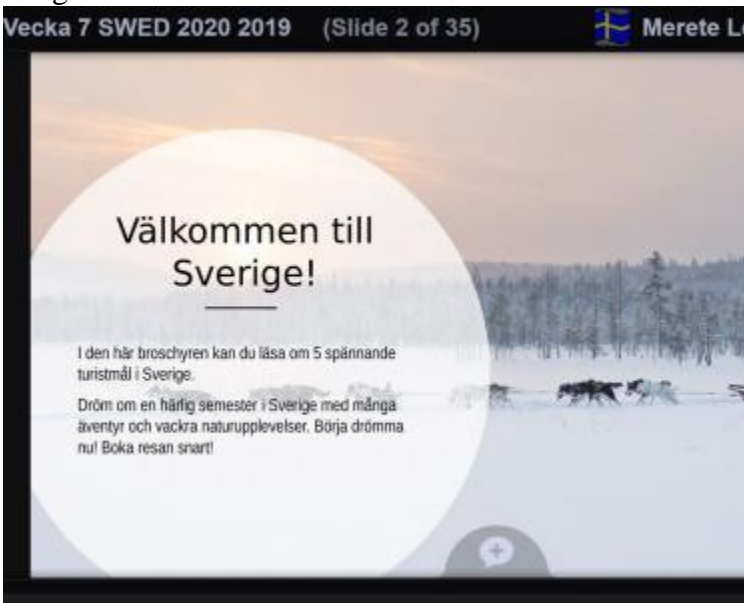 Vecka 7 SWED 2020 2019 (Slide 2 of 35) Merete
Välkommen till
Sverige!
I den här broschyren kan du läsa om 5 spännande
turistmål i Sverige.
Dröm om en härlig semester i Sverige med många
äventyr och vackra naturupplevelser. Börja drömma
nu! Boka resan snart!